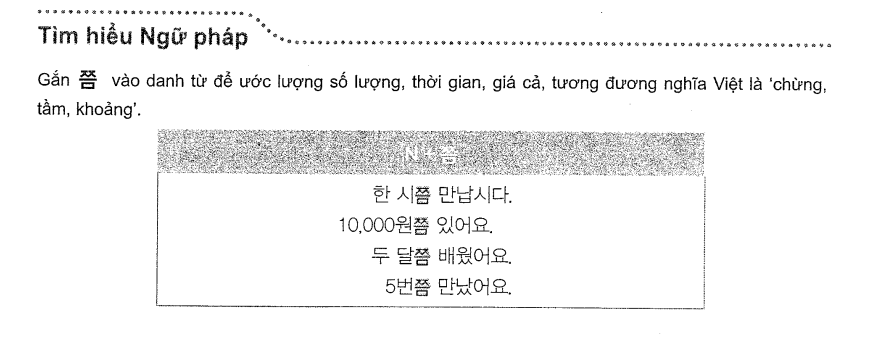 Tìm hiểu Ngữ pháp
Gắn 쯤 vào danh từ để ước lượng số lượng, thời gian, giá cả, tương đương nghĩa Việt là 'chừng,
tầm, khoảng'.
N + 쯤
한 시쯤 만납시다.
10,000원쯤 있어요.
두 달쯤 배웠어요.
5번쯤 만났어요.